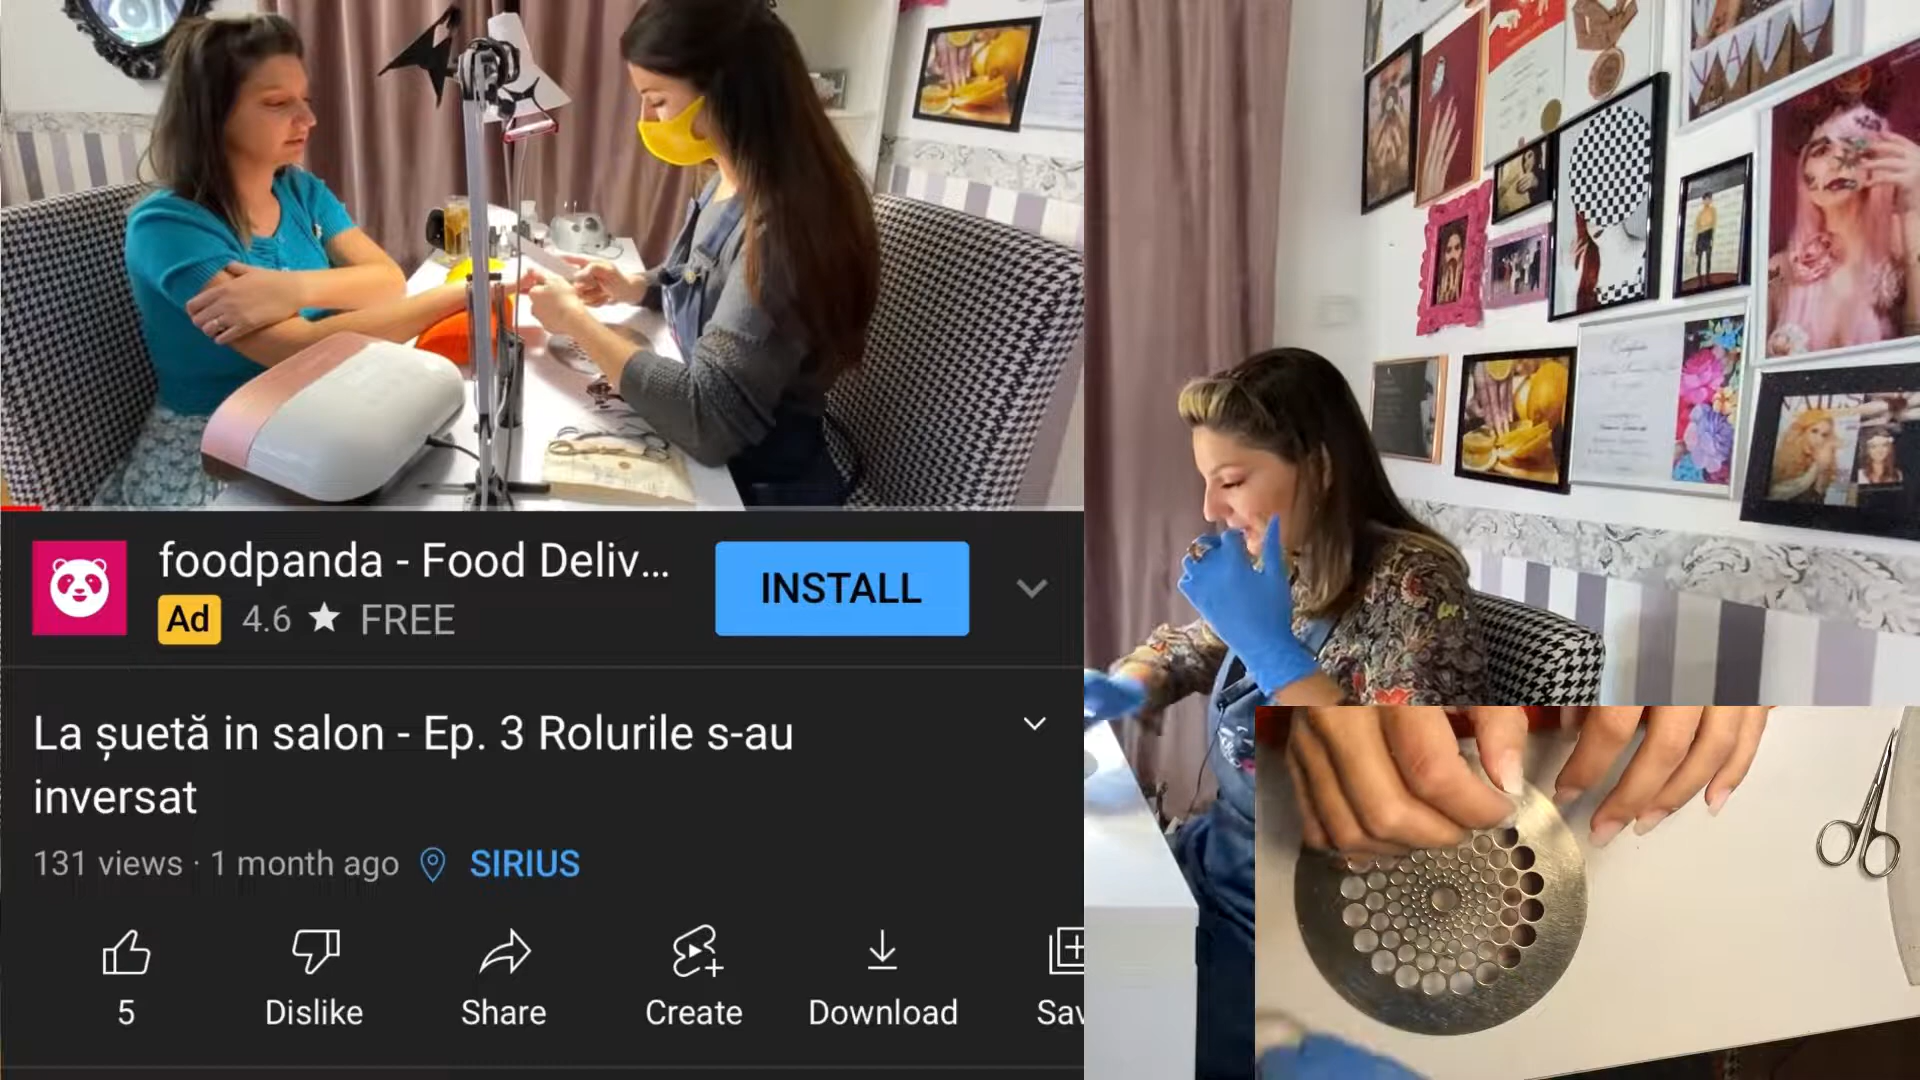 foodpanda - Food Deliv...
INSTALL
Ad 4.6 ★ FREE
La șuetă in salon - Ep. 3 Rolurile s-au
inversat
131 views · 1 month ago SIRIUS
5
Dislike
Share
Create
Download
Sav
NAILS